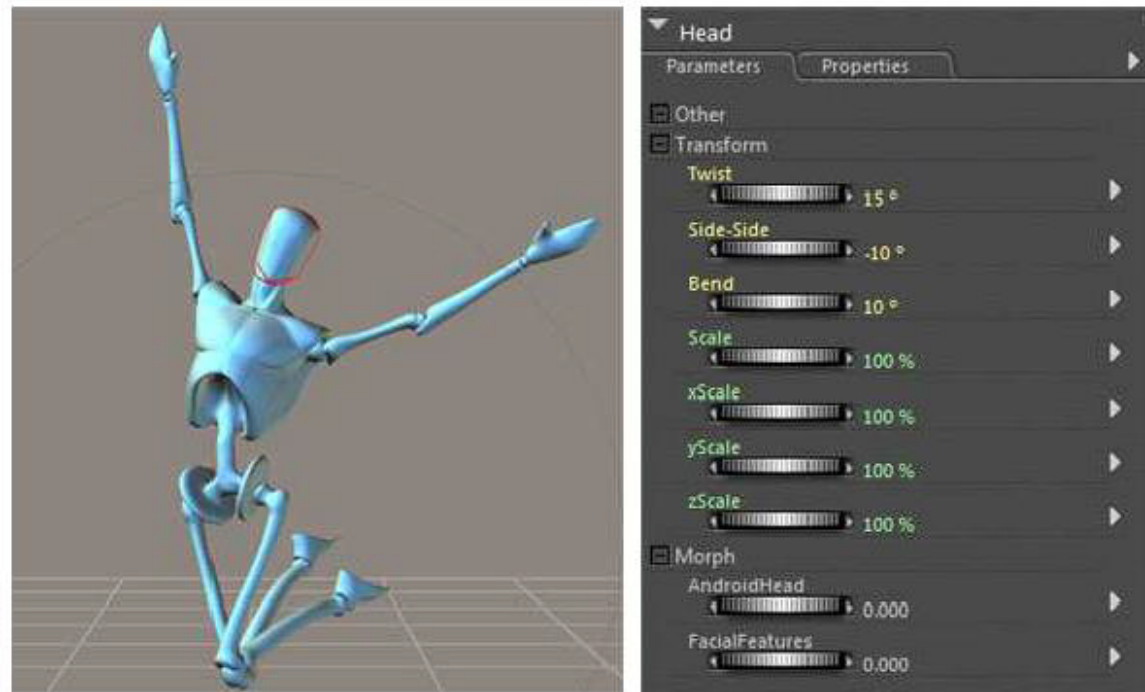 Head
Parameters Properties
Other
Transform
Twist
15 °
Side-Side
-10 °
Bend
10 °
Scale
100 %
xScale
100 %
yScale
100 %
zScale
100 %
Morph
AndroidHead
0.000
FacialFeatures
0.000